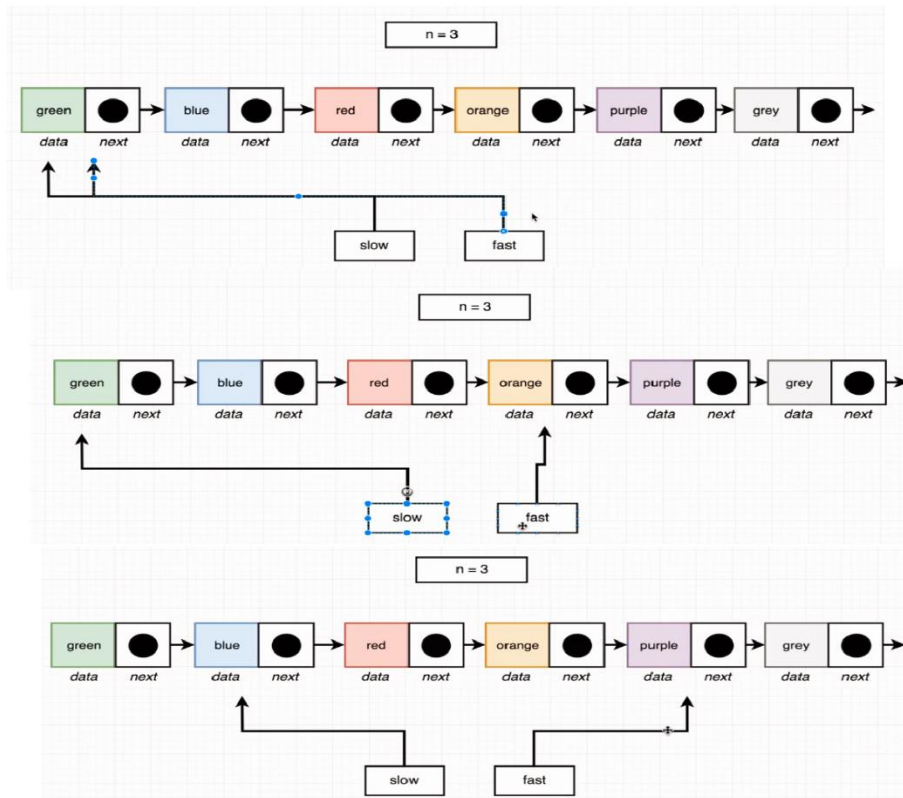 n = 3
green blue red orange purple grey
data next data next data next data next data next data next
slow fast
n = 3
green blue red orange purple grey
data next data next data next data next data next data next
slow fast
n = 3
green blue red orange purple grey
data next data next data next data next data next data next
slow fast